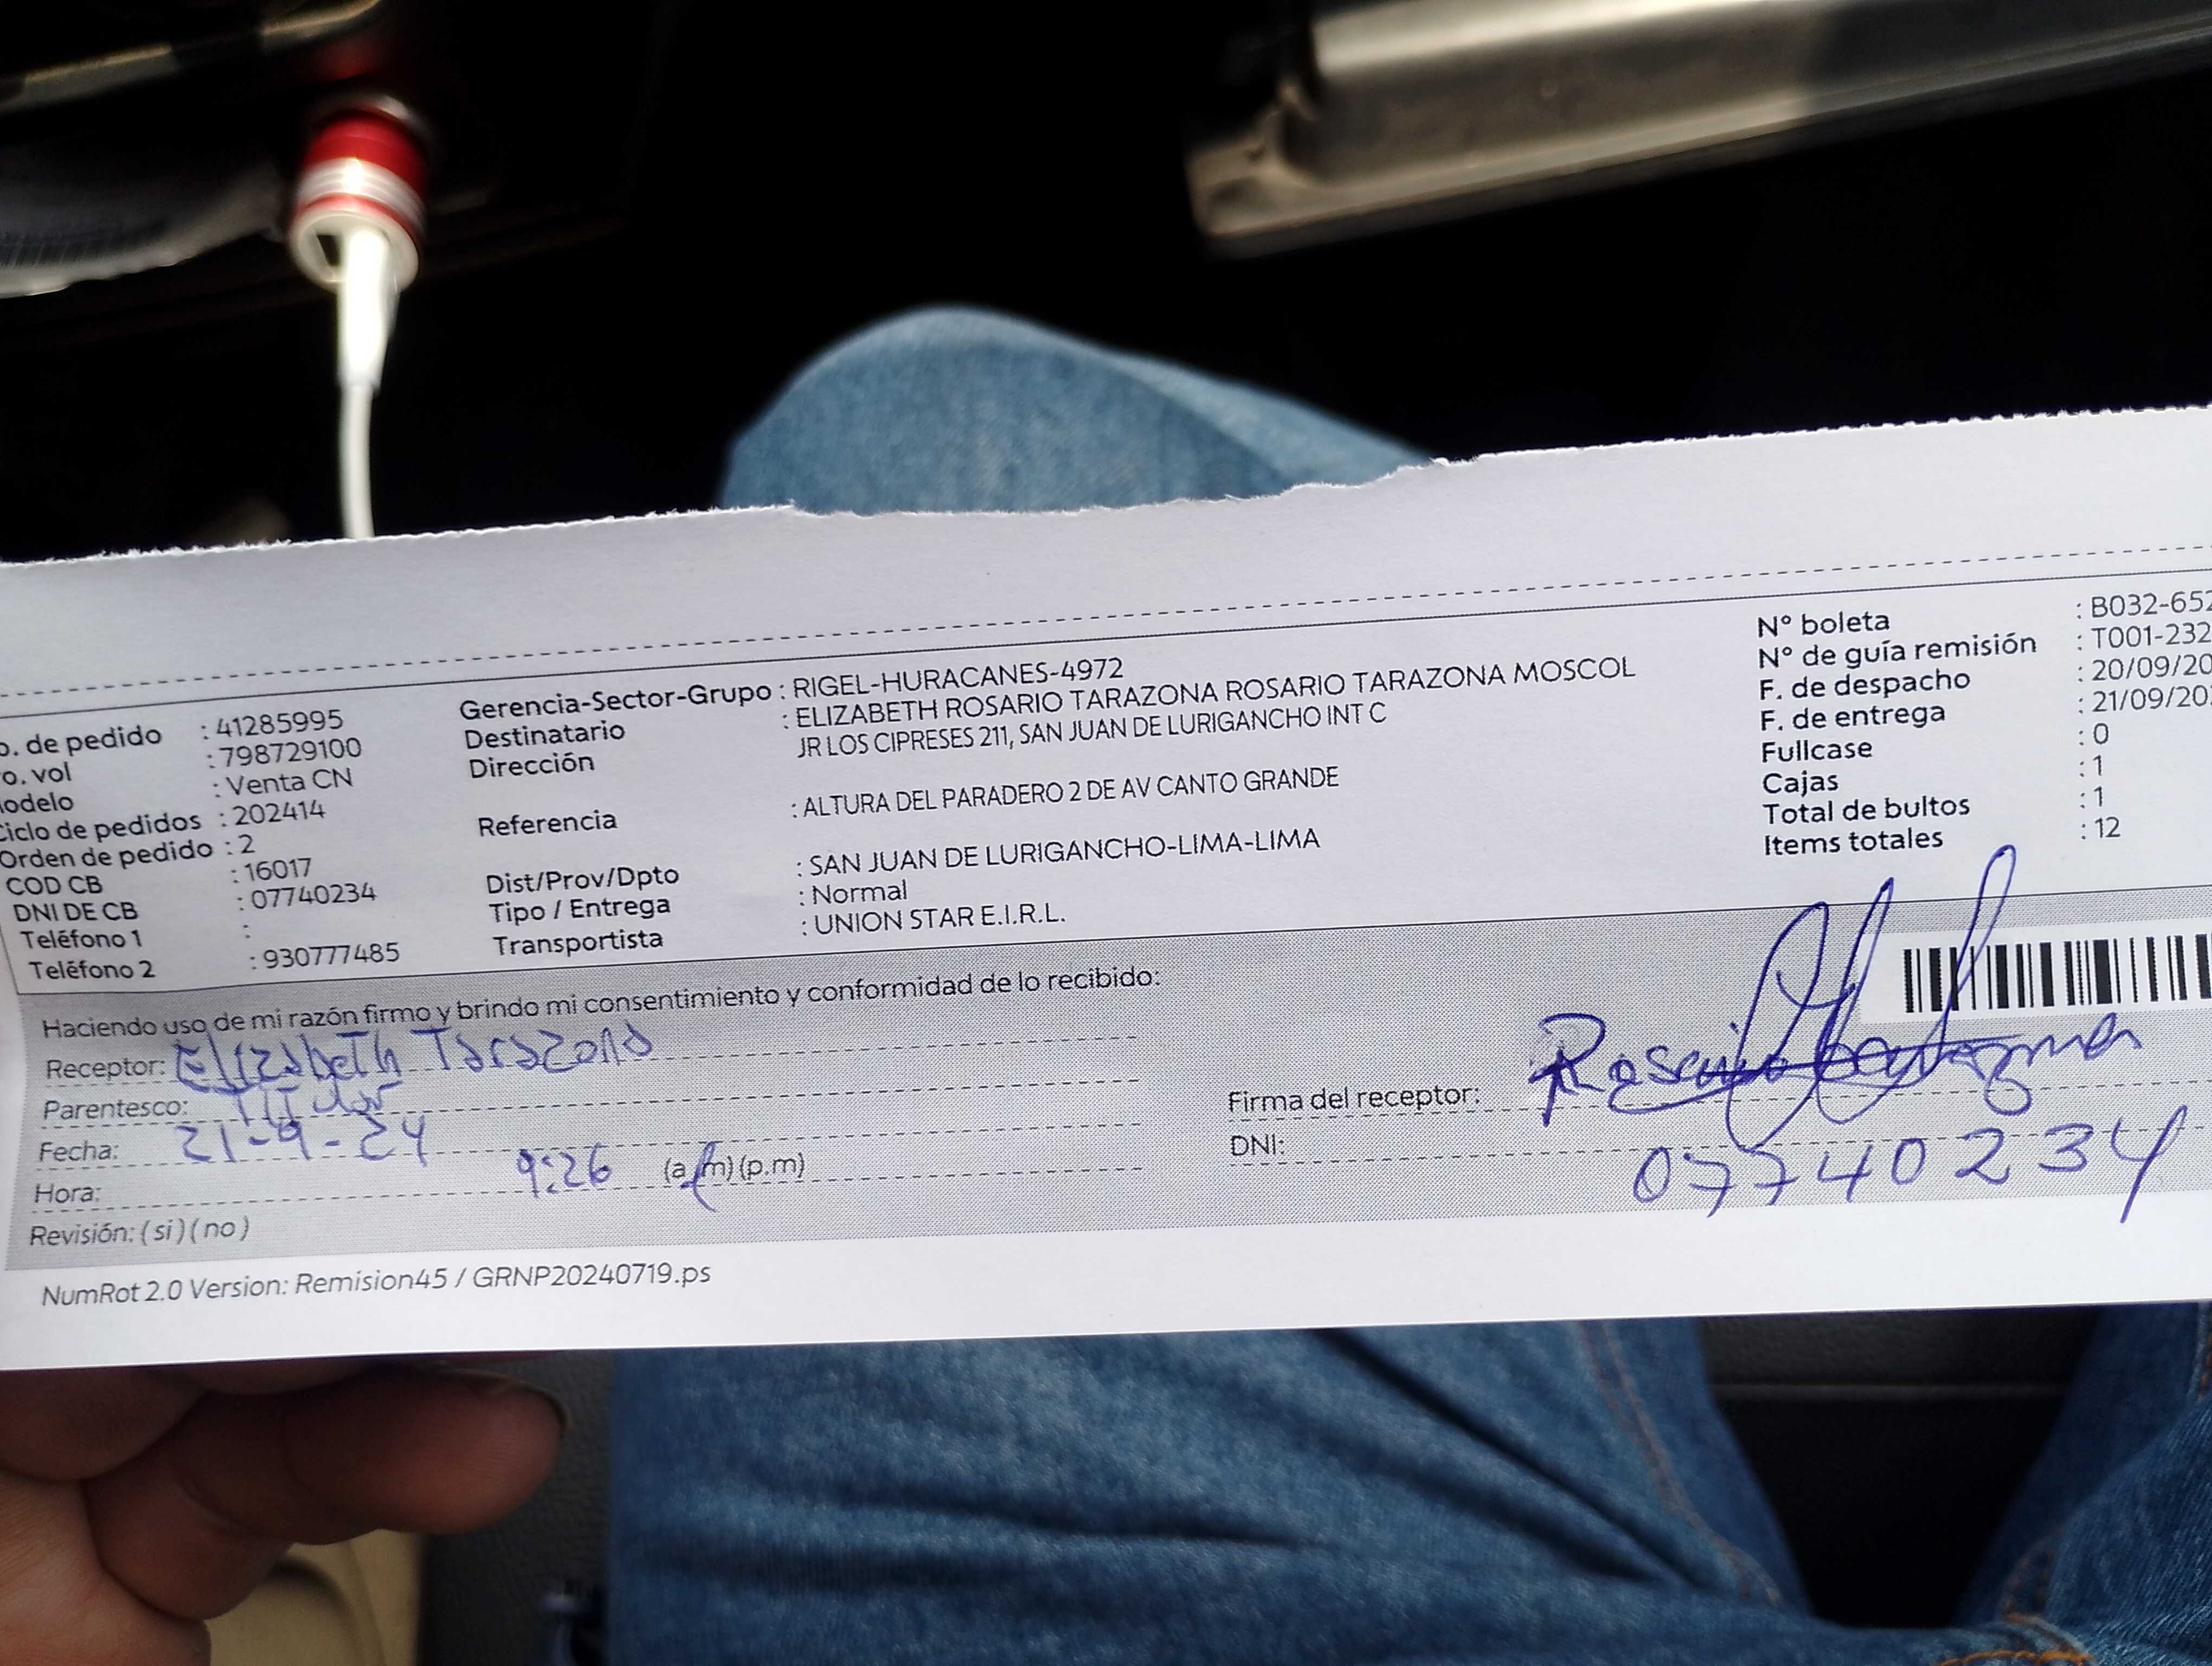 o. de pedido : 41285995
o. vol : 798729100
odelo : Venta CN
Ciclo de pedidos : 202414
Orden de pedido : 2
COD CB : 16017
DNI DE CB : 07740234
Teléfono 1 :
Teléfono 2 : 930777485
Gerencia-Sector-Grupo : RIGEL-HURACANES-4972
Destinatario : ELIZABETH ROSARIO TARAZONA ROSARIO TARAZONA MOSCOL
Dirección JR LOS CIPRESES 211, SAN JUAN DE LURIGANCHO INT C
Referencia : ALTURA DEL PARADERO 2 DE AV CANTO GRANDE
Dist/Prov/Dpto : SAN JUAN DE LURIGANCHO-LIMA-LIMA
Tipo / Entrega : Normal
Transportista : UNION STAR E.I.R.L.
N° boleta : B032-652
N° de guía remisión : T001-232
F. de despacho : 20/09/20
F. de entrega : 21/09/20
Fullcase : 0
Cajas : 1
Total de bultos : 1
Items totales : 12
Haciendo uso de mi razón firmo y brindo mi consentimiento y conformidad de lo recibido:
Receptor: Elizabeth Tarazona
Parentesco: Titular
Fecha: 21-9-24
Hora: 9:26 (a.m) (p.m)
Revisión: ( si ) ( no )
Firma del receptor: Rosario
DNI: 07740234
NumRot 2.0 Version: Remision45 / GRNP20240719.ps